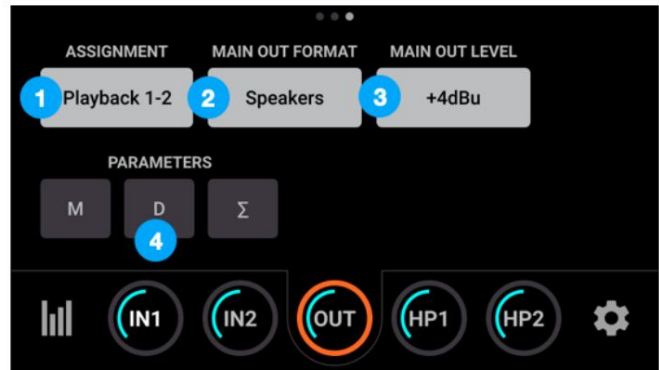 ASSIGNMENT MAIN OUT FORMAT MAIN OUT LEVEL
1 Playback 1-2 2 Speakers 3 +4dBu
PARAMETERS
M D Σ
4
IN1 IN2 OUT HP1 HP2